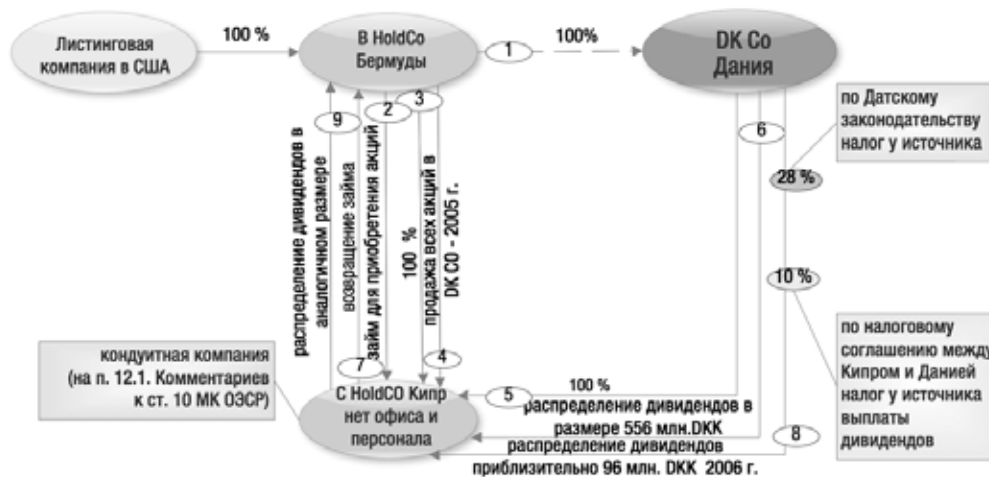 Листинговая
компания в США
100 %
В HoldCo
Бермуды
1
100%
DK Co
Дания
9
2
3
6
по Датскому
законодательству
налог у источника
28 %
распределение дивидендов в
аналогичном размере
возвращение займа
займ для приобретения акций
100 %
продажа всех акций в
DK CO - 2005 г.
10 %
по налоговому
соглашению между
Кипром и Данией
налог у источника
выплаты
дивидендов
кондуитная компания
(на п. 12.1. Комментариев
к ст. 10 МК ОЭСР)
7
4
С HoldCO Кипр
нет офиса и
персонала
5
100 %
распределение дивидендов в
размере 556 млн.DKK
8
распределение дивидендов
приблизительно 96 млн. DKK 2006 г.